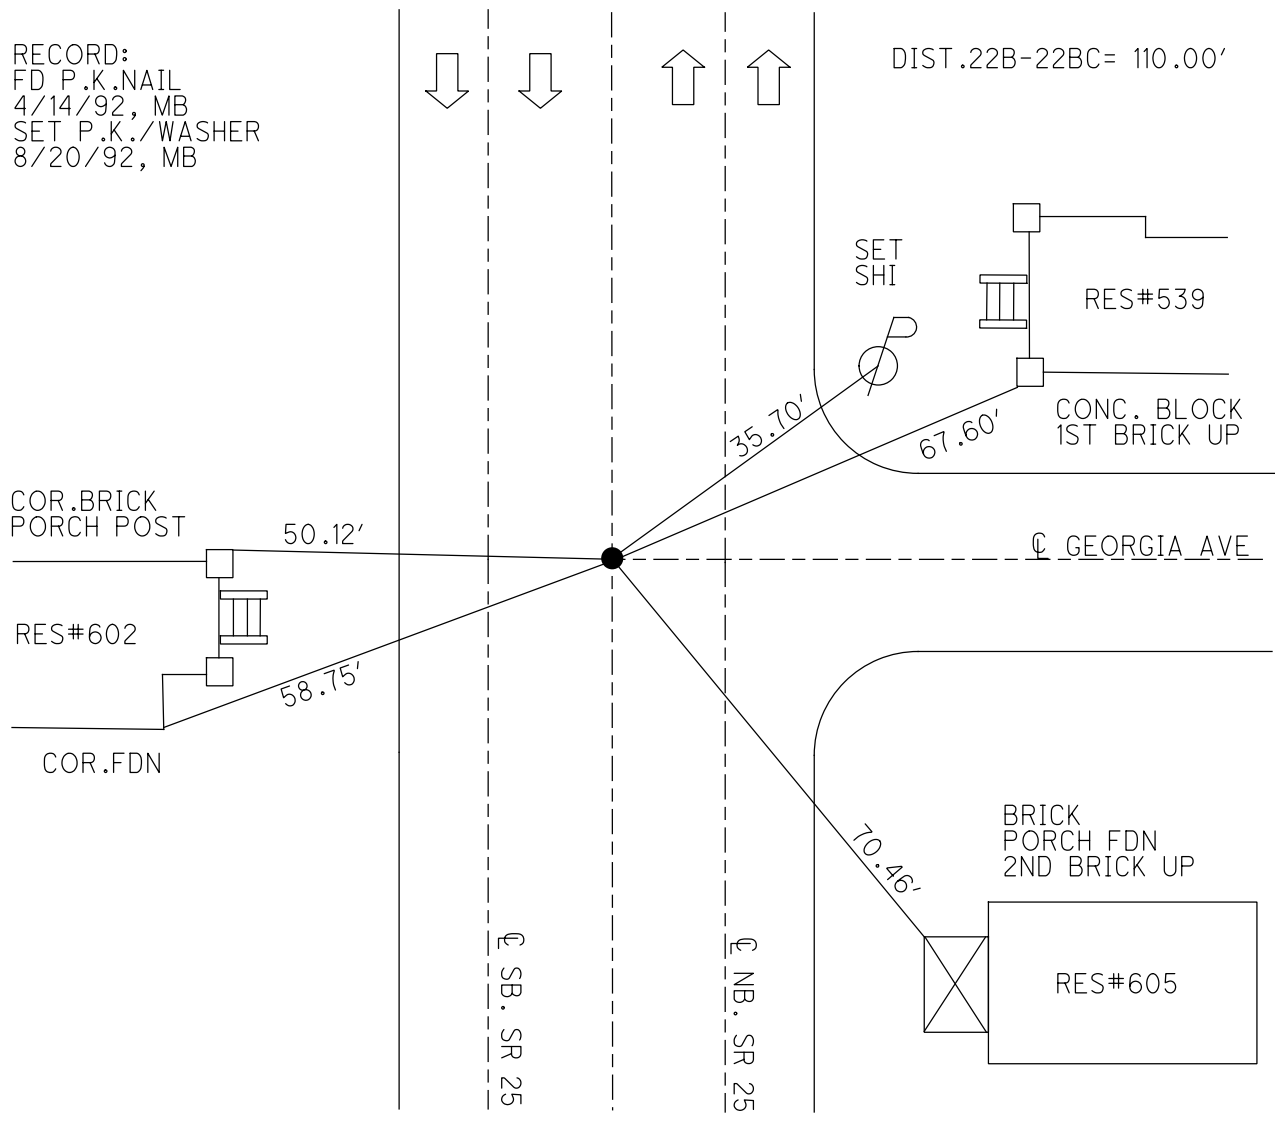 RECORD:
FD P.K.NAIL
4/14/92, MB
SET P.K./WASHER
8/20/92, MB
DIST.22B-22BC= 110.00'
SET
SHI
RES#539
35.70'
67.60'
CONC. BLOCK
1ST BRICK UP
COR.BRICK
PORCH POST
50.12'
℄ GEORGIA AVE
RES#602
58.75'
COR.FDN
70.46'
BRICK
PORCH FDN
2ND BRICK UP
RES#605
℄ SB. SR 25
℄ NB. SR 25